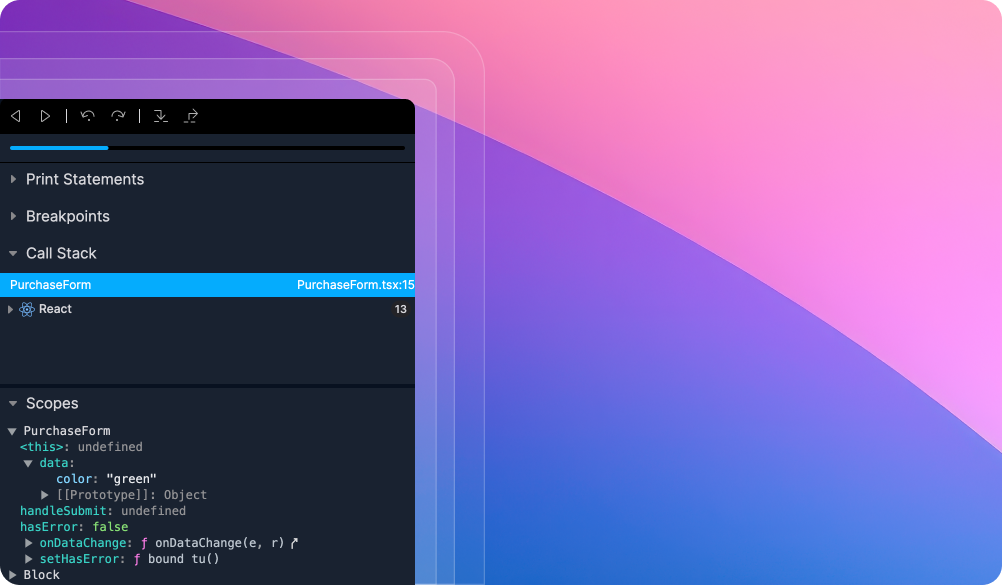 Print Statements
Breakpoints
Call Stack
PurchaseForm PurchaseForm.tsx:15
React 13
Scopes
PurchaseForm
<this>: undefined
data:
color: "green"
[[Prototype]]: Object
handleSubmit: undefined
hasError: false
onDataChange: ƒ onDataChange(e, r)
setHasError: ƒ bound tu()
Block